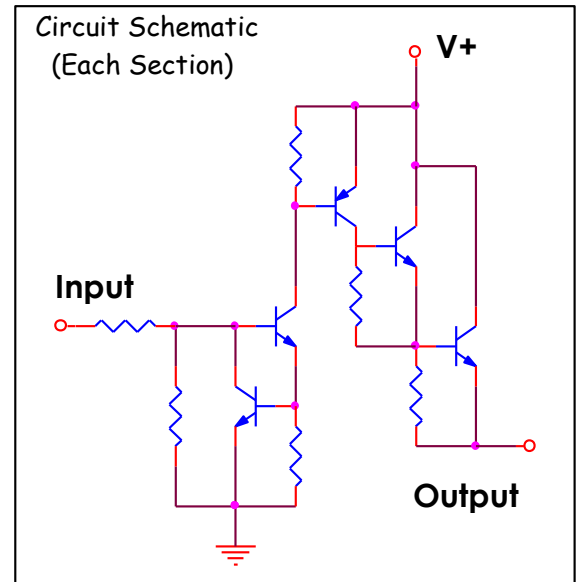 Circuit Schematic
(Each Section)
V+
Input
Output